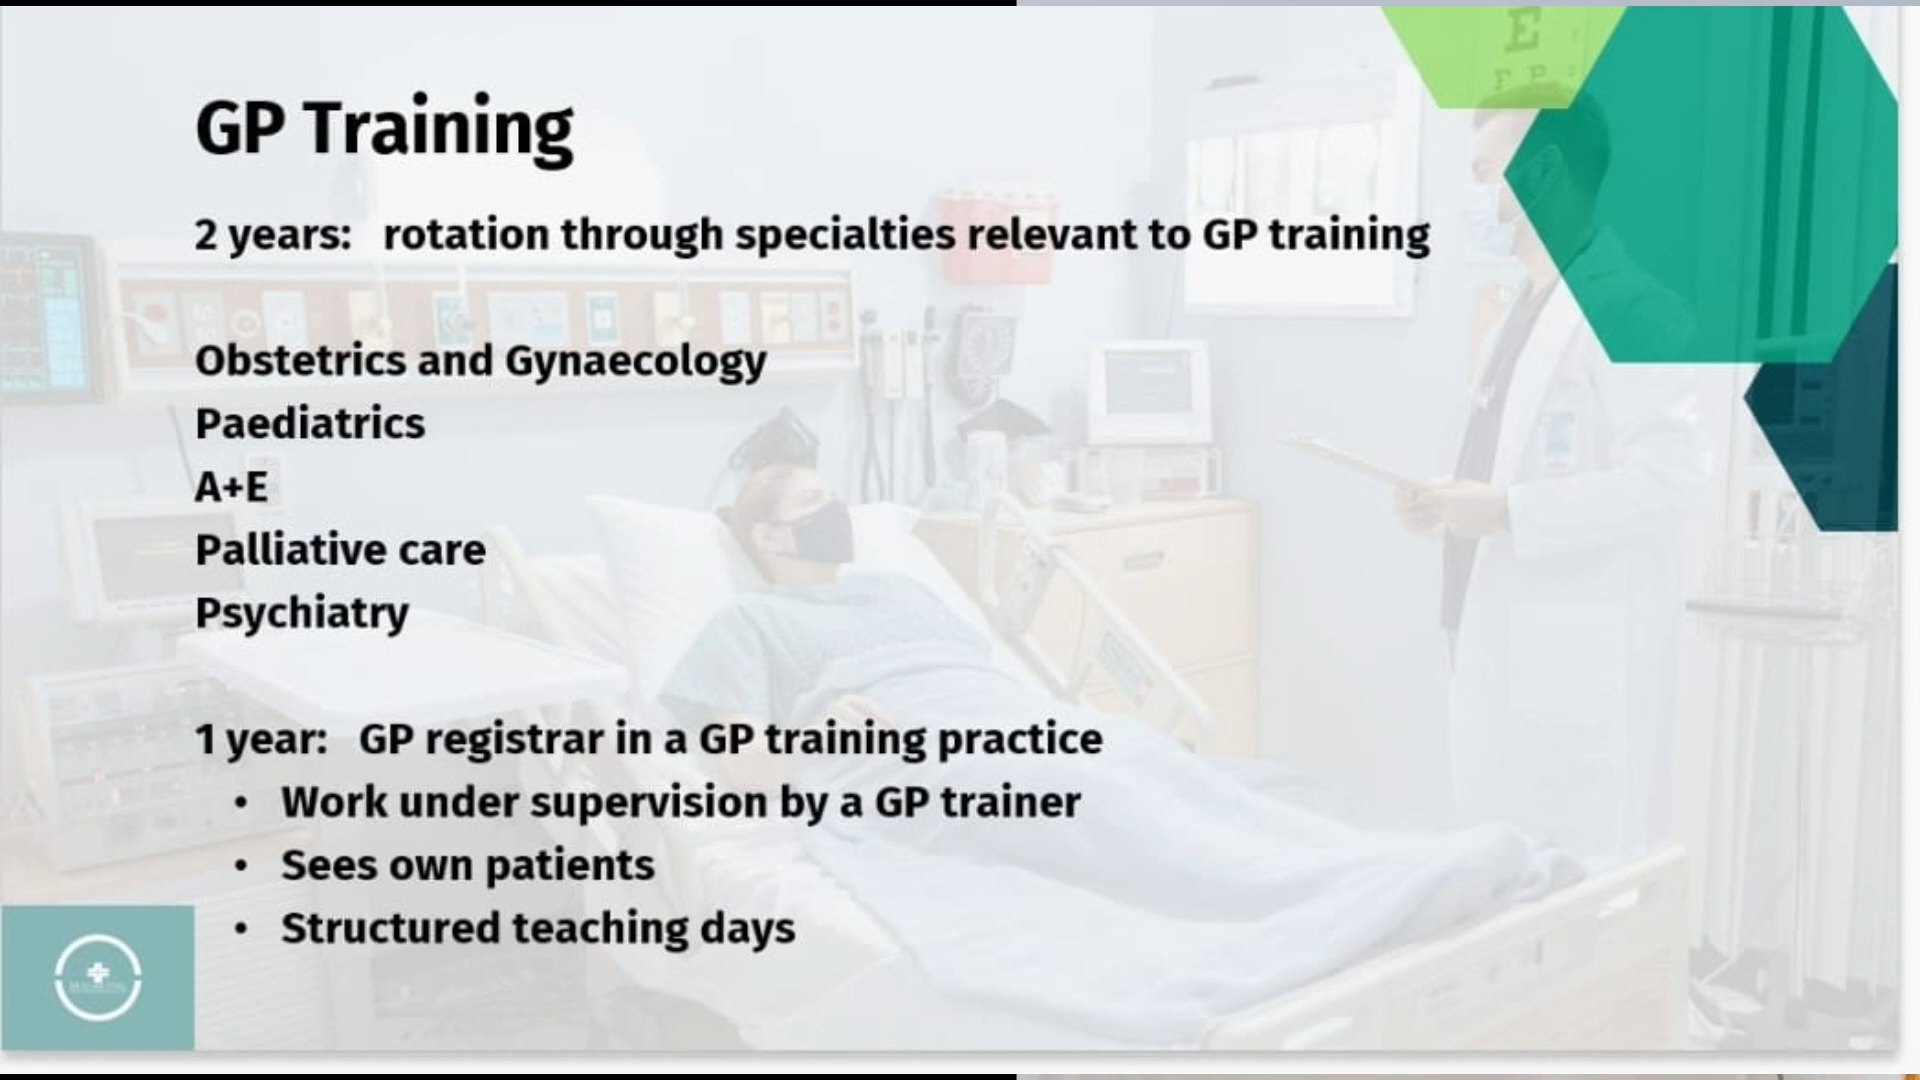 GP Training
2 years: rotation through specialties relevant to GP training
Obstetrics and Gynaecology
Paediatrics
A+E
Palliative care
Psychiatry
1 year: GP registrar in a GP training practice
• Work under supervision by a GP trainer
• Sees own patients
• Structured teaching days
E
F P